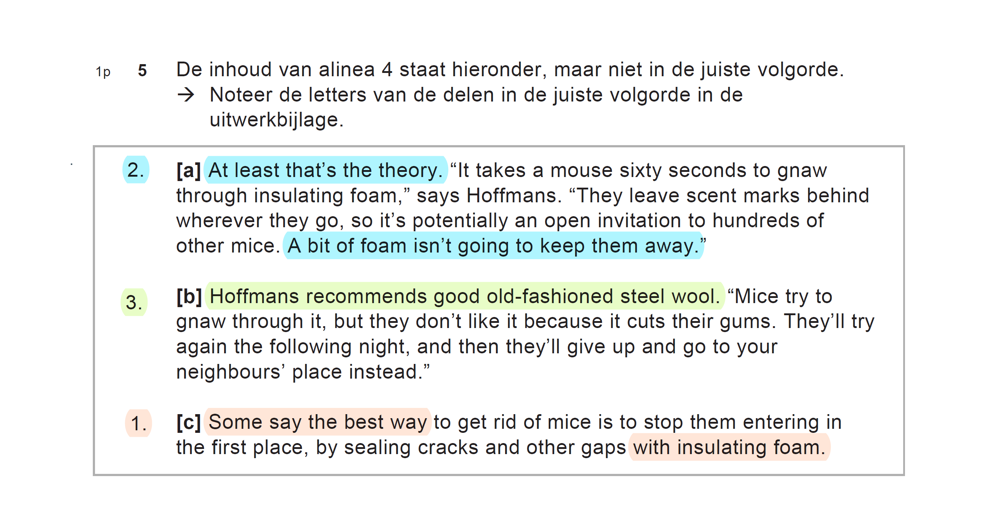 1p 5 De inhoud van alinea 4 staat hieronder, maar niet in de juiste volgorde.
→ Noteer de letters van de delen in de juiste volgorde in de
uitwerkbijlage.
2. [a] At least that’s the theory. “It takes a mouse sixty seconds to gnaw
through insulating foam,” says Hoffmans. “They leave scent marks behind
wherever they go, so it’s potentially an open invitation to hundreds of
other mice. A bit of foam isn’t going to keep them away.”
3. [b] Hoffmans recommends good old-fashioned steel wool. “Mice try to
gnaw through it, but they don’t like it because it cuts their gums. They’ll try
again the following night, and then they’ll give up and go to your
neighbours’ place instead.”
1. [c] Some say the best way to get rid of mice is to stop them entering in
the first place, by sealing cracks and other gaps with insulating foam.